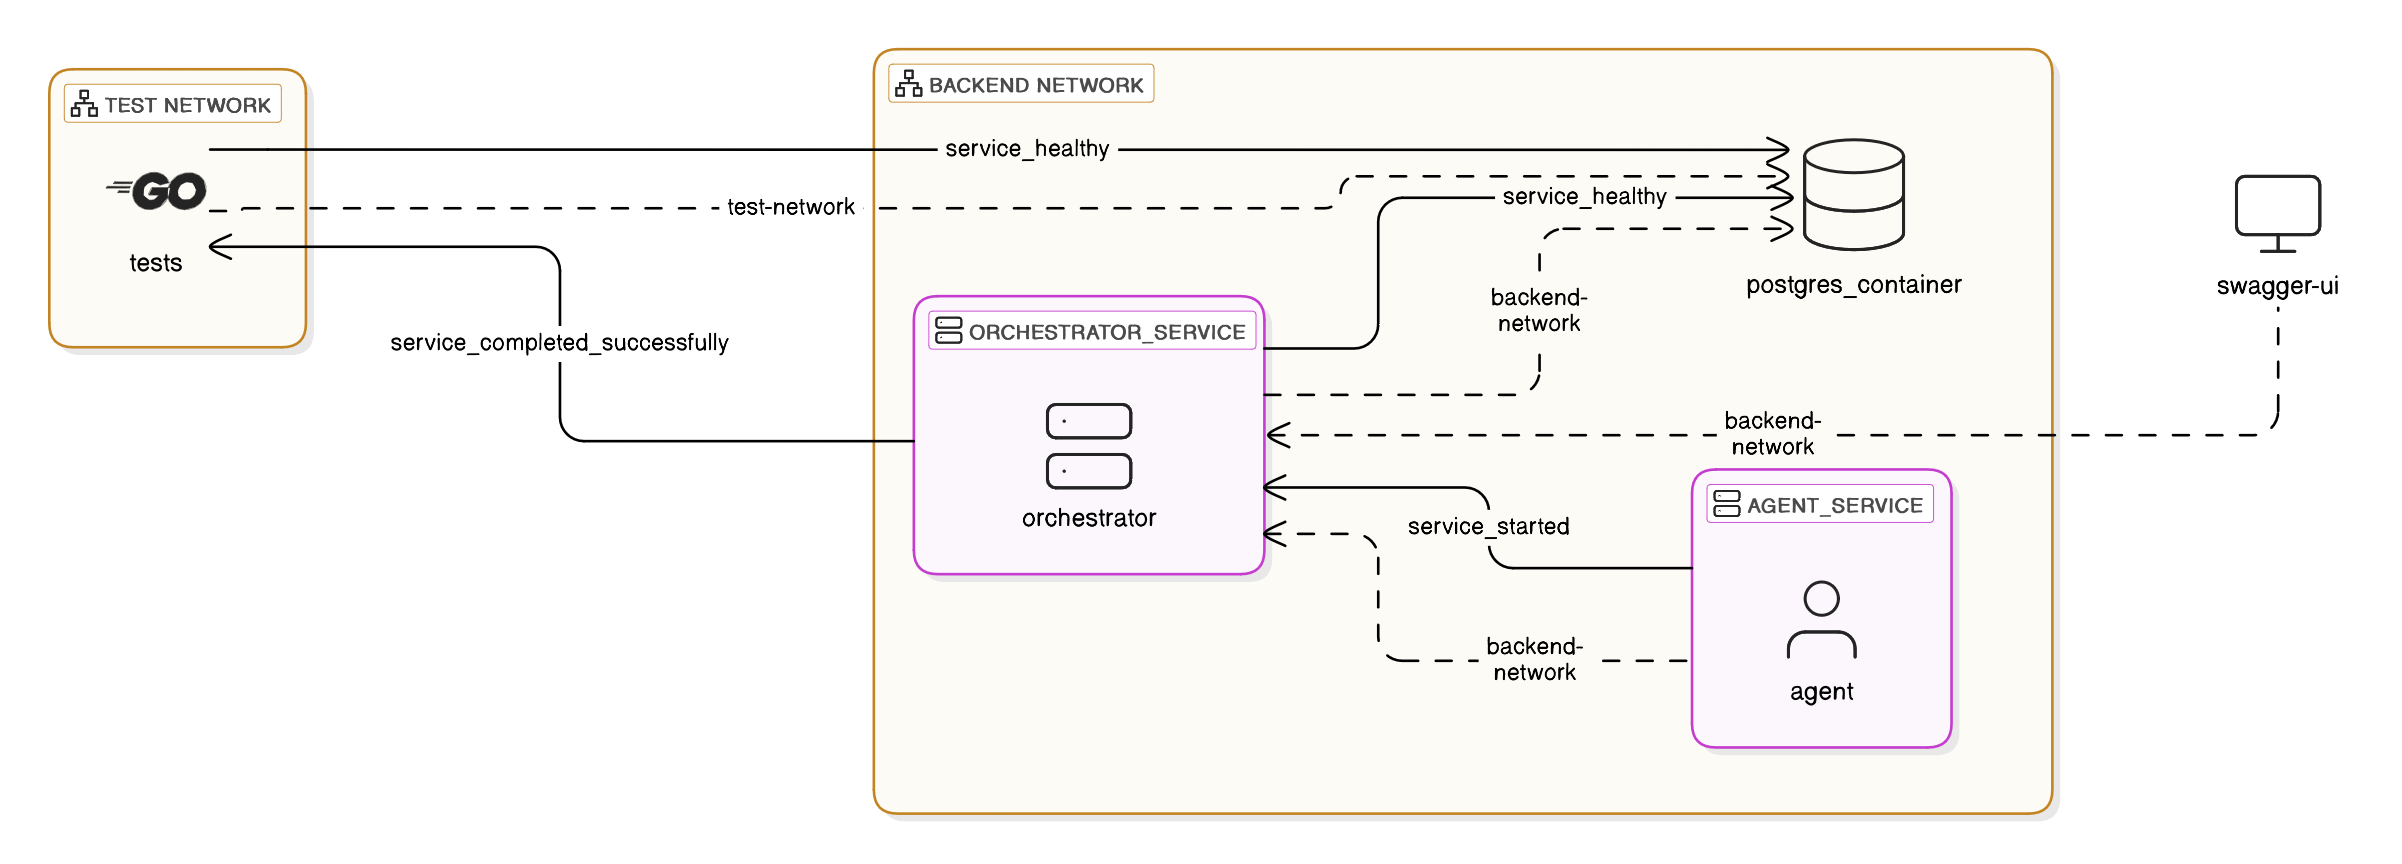 TEST NETWORK
GO
tests
BACKEND NETWORK
service_healthy
test-network
service_healthy
postgres_container
swagger-ui
service_completed_successfully
ORCHESTRATOR_SERVICE
orchestrator
backend-
network
backend-
network
service_started
backend-
network
AGENT_SERVICE
agent